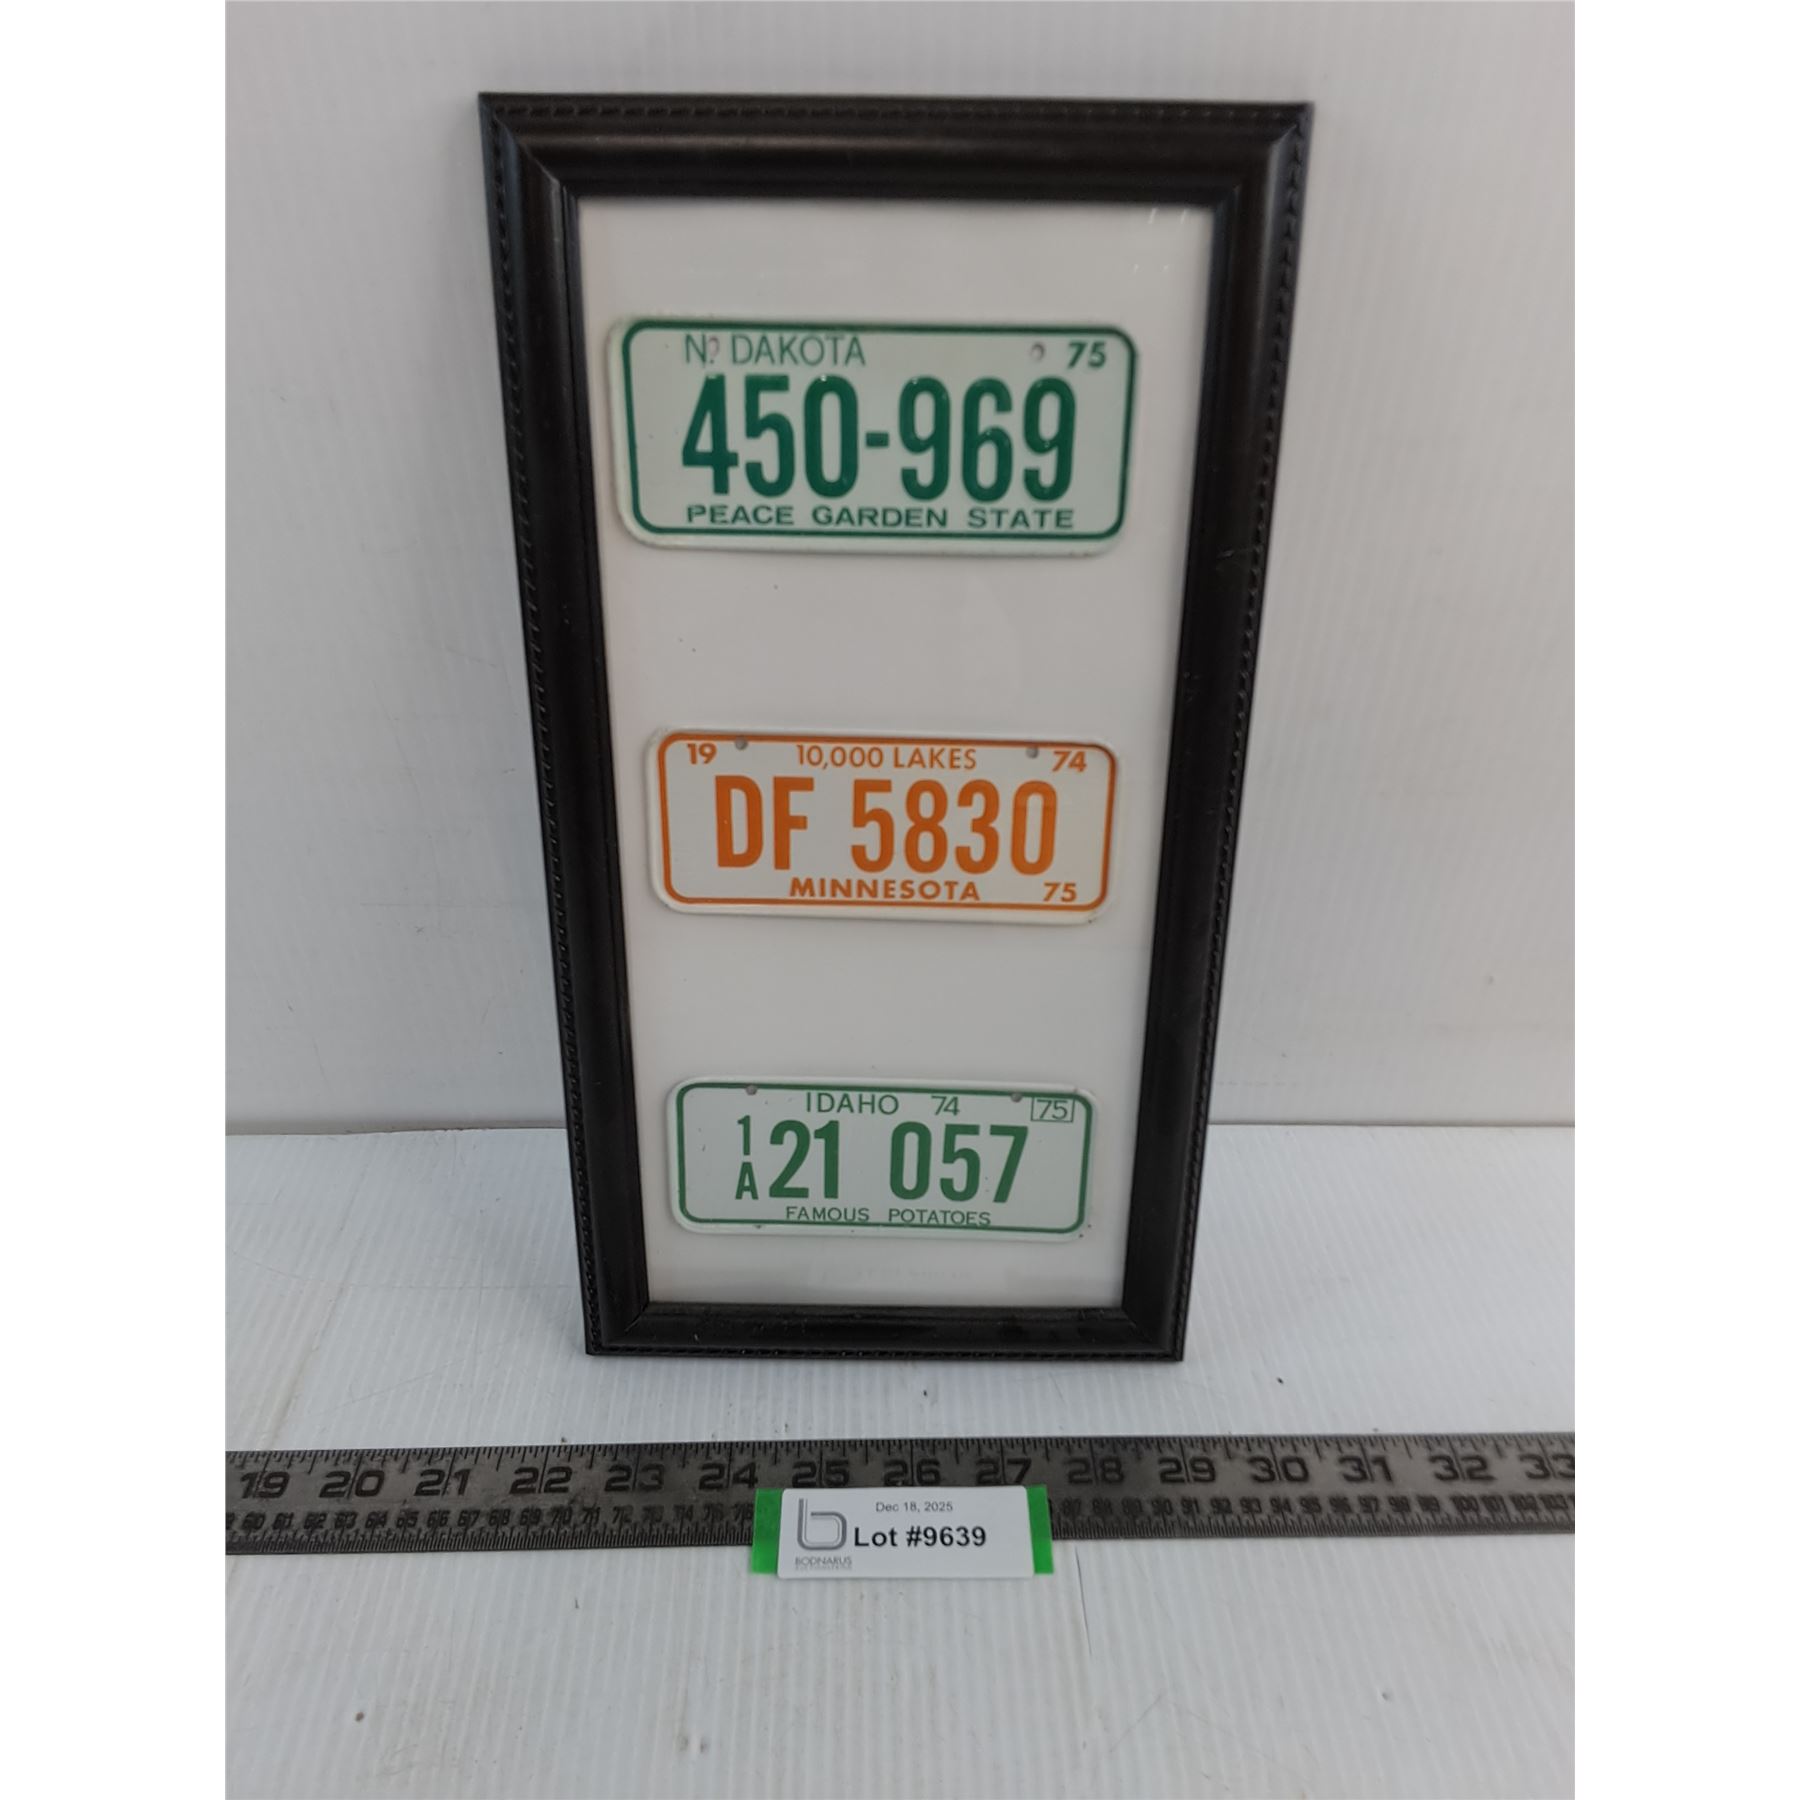 N. DAKOTA 75
450-969
PEACE GARDEN STATE
19 10,000 LAKES 74
DF 5830
MINNESOTA 75
IDAHO 74 75
1A 21 057
FAMOUS POTATOES
19 20 21 22 23 24 25 26 27 28 29 30 31 32 33
Dec 18, 2025
Lot #9639
BODNARUS